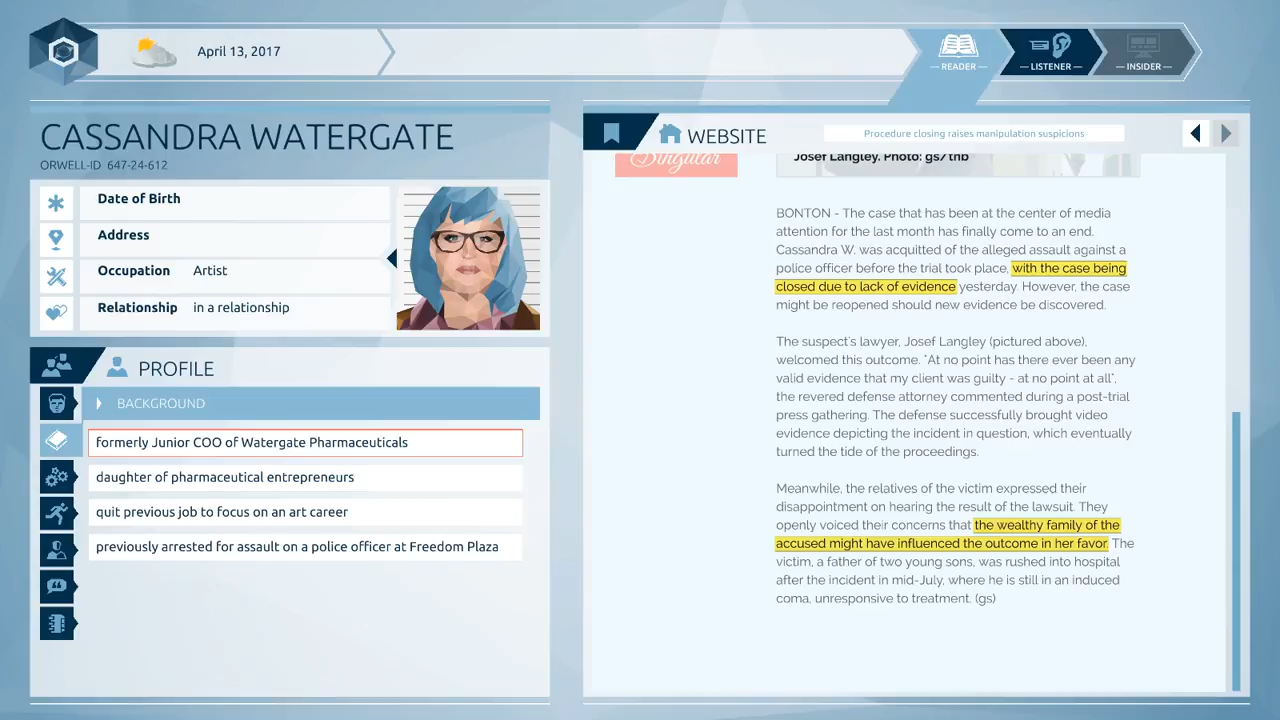 April 13, 2017
— READER —
— LISTENER —
— INSIDER —
CASSANDRA WATERGATE
ORWELL-ID 647-24-612
Date of Birth
Address
Occupation Artist
Relationship in a relationship
PROFILE
BACKGROUND
formerly Junior COO of Watergate Pharmaceuticals
daughter of pharmaceutical entrepreneurs
quit previous job to focus on an art career
previously arrested for assault on a police officer at Freedom Plaza
WEBSITE
Procedure closing raises manipulation suspicions
Singular
Josef Langley. Photo: gs/tnb
BONTON - The case that has been at the center of media
attention for the last month has finally come to an end.
Cassandra W. was acquitted of the alleged assault against a
police officer before the trial took place, with the case being
closed due to lack of evidence yesterday. However, the case
might be reopened should new evidence be discovered.
The suspect's lawyer, Josef Langley (pictured above),
welcomed this outcome. "At no point has there ever been any
valid evidence that my client was guilty - at no point at all",
the revered defense attorney commented during a post-trial
press gathering. The defense successfully brought video
evidence depicting the incident in question, which eventually
turned the tide of the proceedings.
Meanwhile, the relatives of the victim expressed their
disappointment on hearing the result of the lawsuit. They
openly voiced their concerns that the wealthy family of the
accused might have influenced the outcome in her favor. The
victim, a father of two young sons, was rushed into hospital
after the incident in mid-July, where he is still in an induced
coma, unresponsive to treatment. (gs)